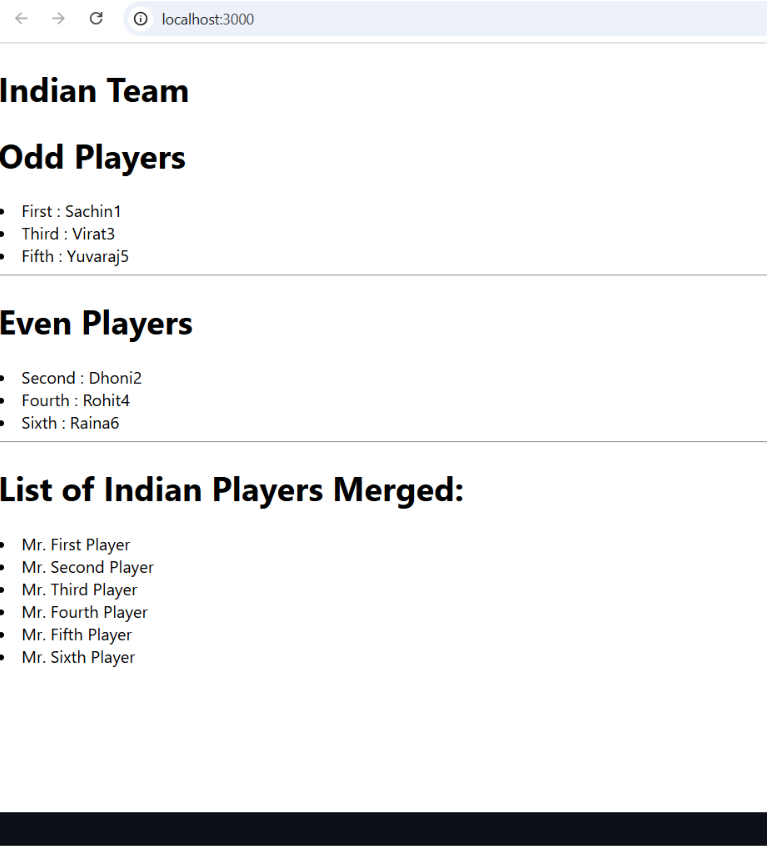 localhost:3000
Indian Team
Odd Players
First : Sachin1
Third : Virat3
Fifth : Yuvaraj5
Even Players
Second : Dhoni2
Fourth : Rohit4
Sixth : Raina6
List of Indian Players Merged:
Mr. First Player
Mr. Second Player
Mr. Third Player
Mr. Fourth Player
Mr. Fifth Player
Mr. Sixth Player